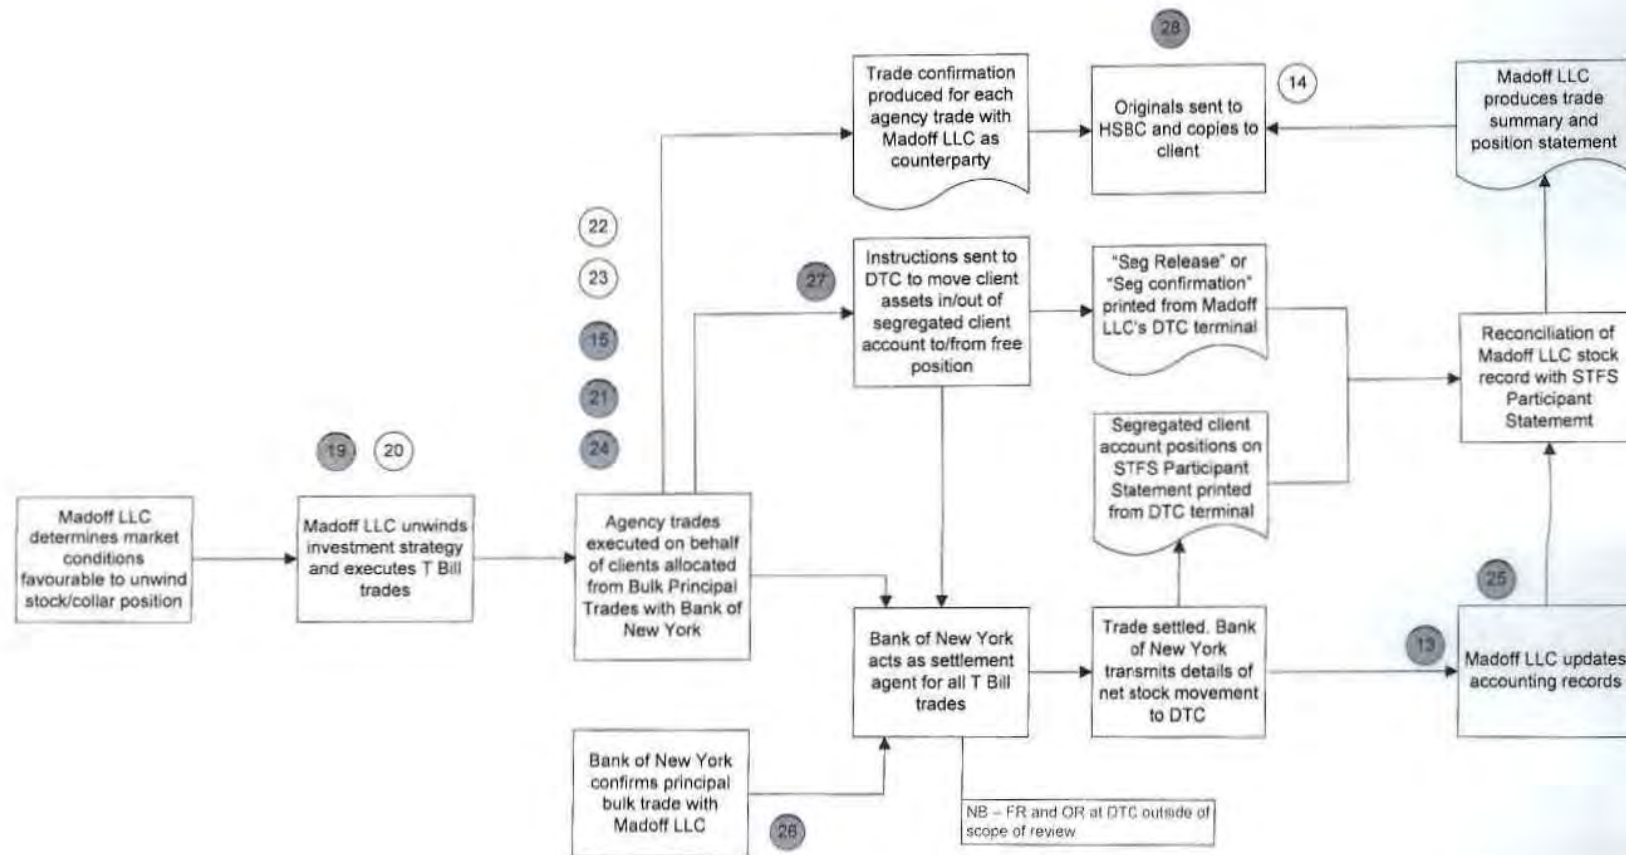 28
Trade confirmation
produced for each
agency trade with
Madoff LLC as
counterparty
Originals sent to
HSBC and copies to
client
14
Madoff LLC
produces trade
summary and
position statement
22
23
15
21
24
27
Instructions sent to
DTC to move client
assets in/out of
segregated client
account to/from free
position
"Seg Release" or
"Seg confirmation"
printed from Madoff
LLC's DTC terminal
Reconciliation of
Madoff LLC stock
record with STFS
Participant
Statememt
Segregated client
account positions on
STFS Participant
Statement printed
from DTC terminal
19
20
Madoff LLC
determines market
conditions
favourable to unwind
stock/collar position
Madoff LLC unwinds
investment strategy
and executes T Bill
trades
Agency trades
executed on behalf
of clients allocated
from Bulk Principal
Trades with Bank of
New York
Bank of New York
acts as settlement
agent for all T Bill
trades
Trade settled. Bank
of New York
transmits details of
net stock movement
to DTC
13
25
Madoff LLC updates
accounting records
Bank of New York
confirms principal
bulk trade with
Madoff LLC
26
NB – FR and OR at DTC outside of
scope of review